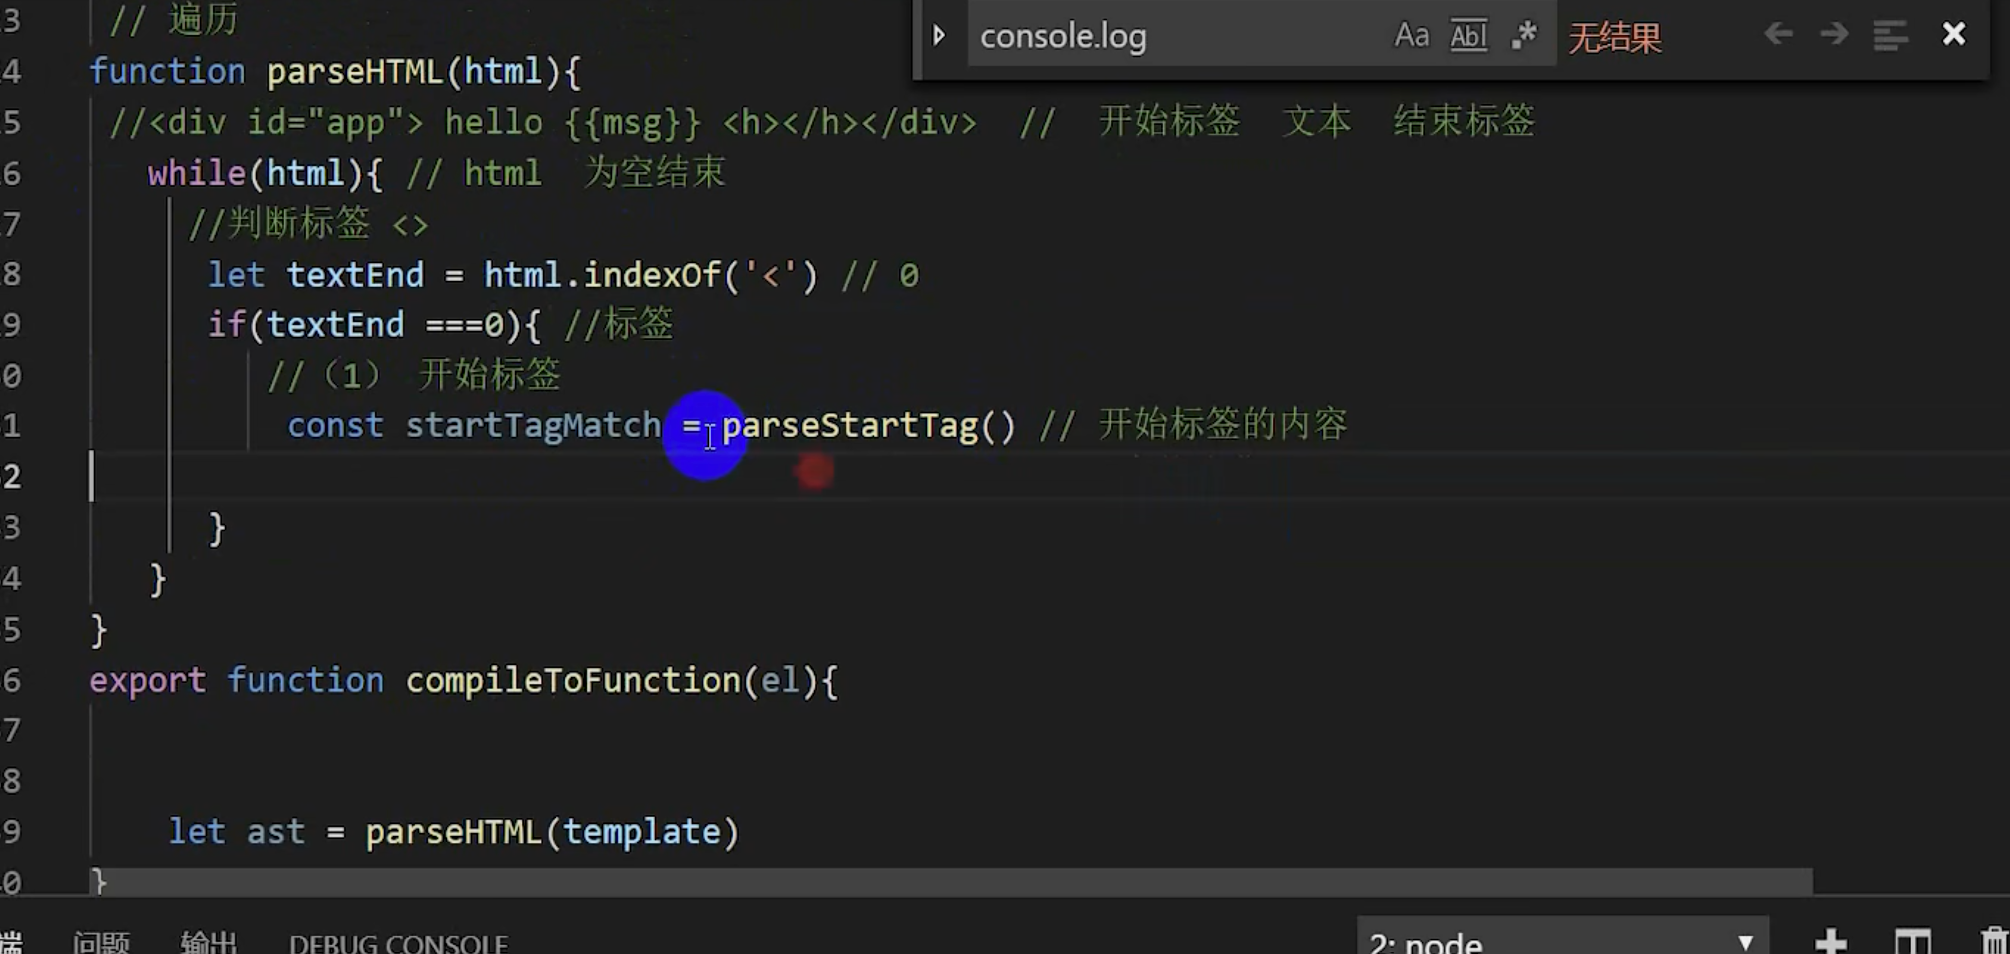 3 // 遍历
console.log Aa Abl .* 无结果
4 function parseHTML(html){
5 //<div id="app"> hello {{msg}} <h></h></div> // 开始标签 文本 结束标签
6 while(html){ // html 为空结束
7 //判断标签 <>
8 let textEnd = html.indexOf('<') // 0
9 if(textEnd ===0){ //标签
0 //（1） 开始标签
1 const startTagMatch = parseStartTag() // 开始标签的内容
2
3 }
4 }
5 }
6 export function compileToFunction(el){
7
8
9 let ast = parseHTML(template)
0 }
端 问题 输出 DEBUG CONSOLE 2: node